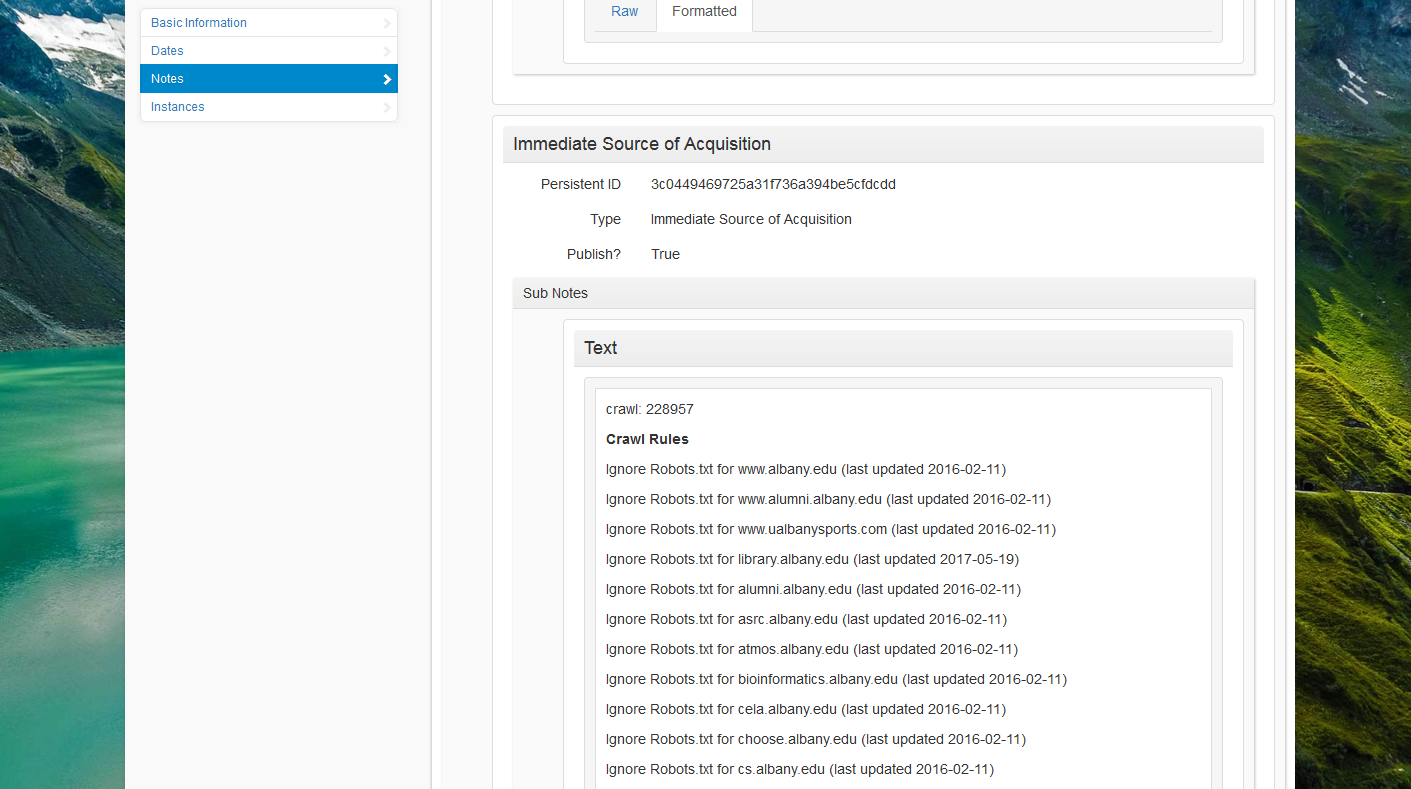 Basic Information
Dates
Notes
Instances
Raw Formatted
Immediate Source of Acquisition
Persistent ID 3c0449469725a31f736a394be5cfdcdd
Type Immediate Source of Acquisition
Publish? True
Sub Notes
Text
crawl: 228957
Crawl Rules
Ignore Robots.txt for www.albany.edu (last updated 2016-02-11)
Ignore Robots.txt for www.alumni.albany.edu (last updated 2016-02-11)
Ignore Robots.txt for www.ualbanysports.com (last updated 2016-02-11)
Ignore Robots.txt for library.albany.edu (last updated 2017-05-19)
Ignore Robots.txt for alumni.albany.edu (last updated 2016-02-11)
Ignore Robots.txt for asrc.albany.edu (last updated 2016-02-11)
Ignore Robots.txt for atmos.albany.edu (last updated 2016-02-11)
Ignore Robots.txt for bioinformatics.albany.edu (last updated 2016-02-11)
Ignore Robots.txt for cela.albany.edu (last updated 2016-02-11)
Ignore Robots.txt for choose.albany.edu (last updated 2016-02-11)
Ignore Robots.txt for cs.albany.edu (last updated 2016-02-11)